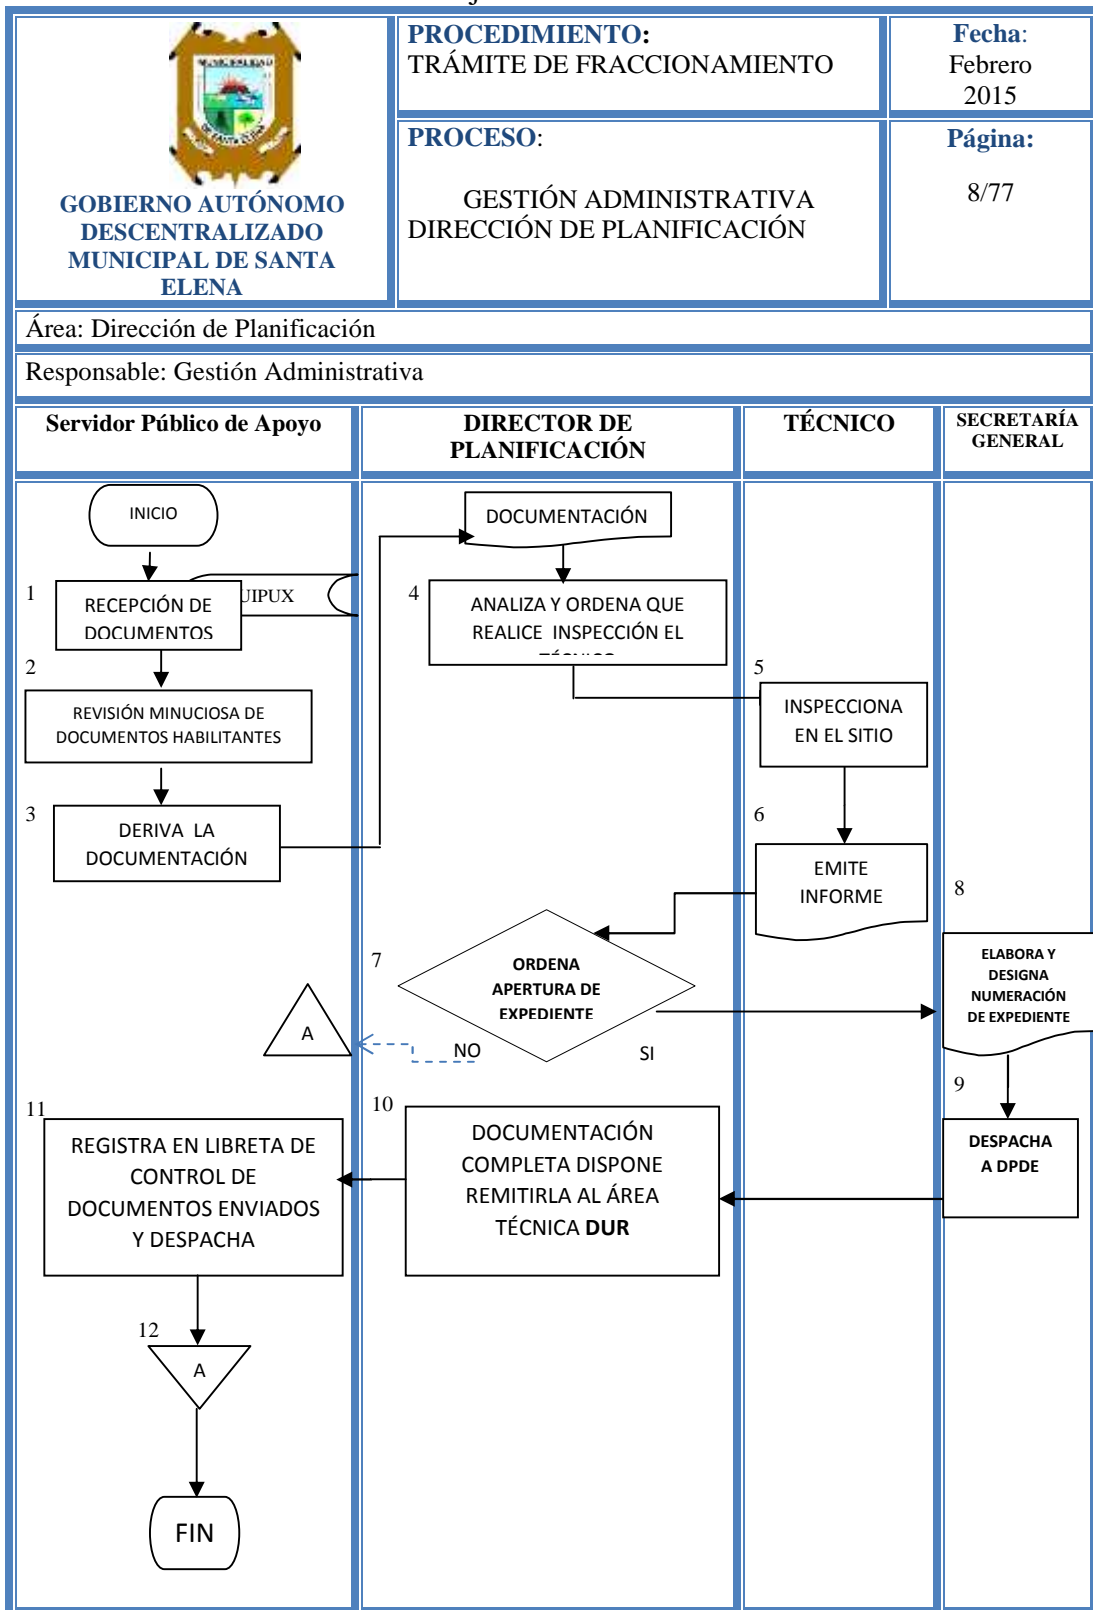 MUNICIPALIDAD
DE SANTA ELENA
GOBIERNO AUTÓNOMO
DESCENTRALIZADO
MUNICIPAL DE SANTA
ELENA
PROCEDIMIENTO:
TRÁMITE DE FRACCIONAMIENTO
Fecha:
Febrero
2015
PROCESO:
GESTIÓN ADMINISTRATIVA
DIRECCIÓN DE PLANIFICACIÓN
Página:
8/77
Área: Dirección de Planificación
Responsable: Gestión Administrativa
Servidor Público de Apoyo
DIRECTOR DE
PLANIFICACIÓN
TÉCNICO
SECRETARÍA
GENERAL
INICIO
1
RECEPCIÓN DE
DOCUMENTOS
UIPUX
2
REVISIÓN MINUCIOSA DE
DOCUMENTOS HABILITANTES
3
DERIVA LA
DOCUMENTACIÓN
DOCUMENTACIÓN
4
ANALIZA Y ORDENA QUE
REALICE INSPECCIÓN EL
TÉCNICO
5
INSPECCIONA
EN EL SITIO
6
EMITE
INFORME
7
ORDENA
APERTURA DE
EXPEDIENTE
A
NO
SI
8
ELABORA Y
DESIGNA
NUMERACIÓN
DE EXPEDIENTE
9
DESPACHA
A DPDE
10
DOCUMENTACIÓN
COMPLETA DISPONE
REMITIRLA AL ÁREA
TÉCNICA DUR
11
REGISTRA EN LIBRETA DE
CONTROL DE
DOCUMENTOS ENVIADOS
Y DESPACHA
12
A
FIN